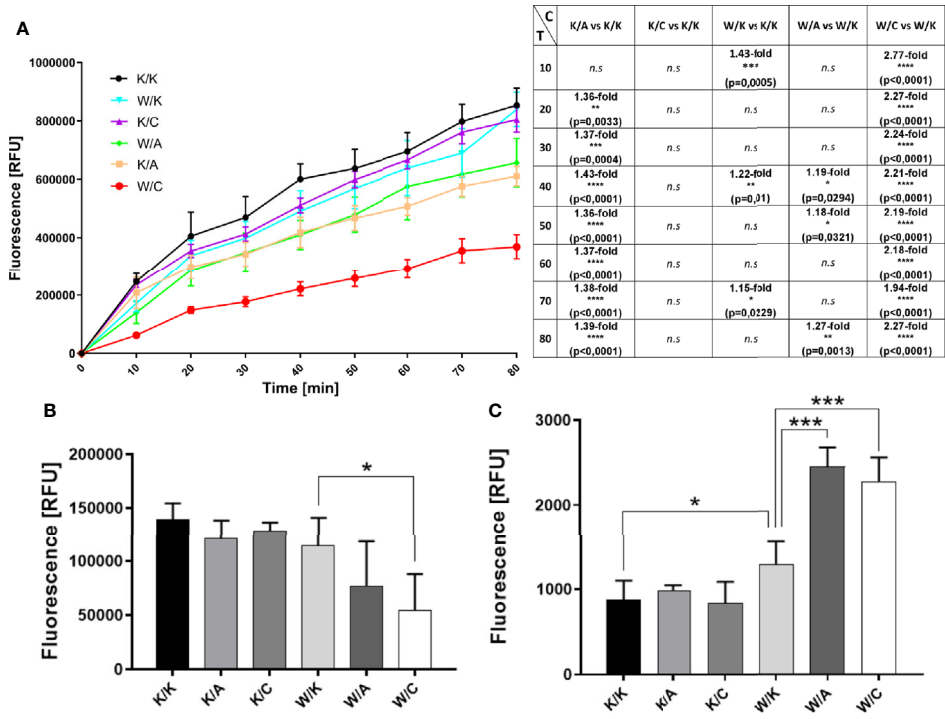 A
Fluorescence [RFU]
1000000
800000
600000
400000
200000
0
K/K
W/K
K/C
W/A
K/A
W/C
0 10 20 30 40 50 60 70 80
Time [min]
C T K/A vs K/K K/C vs K/K W/K vs K/K W/A vs W/K W/C vs W/K
10 n.s n.s 1.43-fold *** (p=0,0005) n.s 2.77-fold **** (p<0,0001)
20 1.36-fold ** (p=0,0033) n.s n.s n.s 2.27-fold **** (p<0,0001)
30 1.37-fold *** (p=0,0004) n.s n.s n.s 2.24-fold **** (p<0,0001)
40 1.43-fold **** (p<0,0001) n.s 1.22-fold ** (p=0,01) 1.19-fold * (p=0,0294) 2.21-fold **** (p<0,0001)
50 1.36-fold **** (p<0,0001) n.s n.s 1.18-fold * (p=0,0321) 2.19-fold **** (p<0,0001)
60 1.37-fold **** (p<0,0001) n.s n.s n.s 2.18-fold **** (p<0,0001)
70 1.38-fold **** (p<0,0001) n.s 1.15-fold * (p=0,0229) n.s 1.94-fold **** (p<0,0001)
80 1.39-fold **** (p<0,0001) n.s n.s 1.27-fold ** (p=0,0013) 2.27-fold **** (p<0,0001)
B
Fluorescence [RFU]
200000
150000
100000
50000
0
*
K/K K/A K/C W/K W/A W/C
C
Fluorescence [RFU]
3000
2000
1000
0
***
***
*
K/K K/A K/C W/K W/A W/C